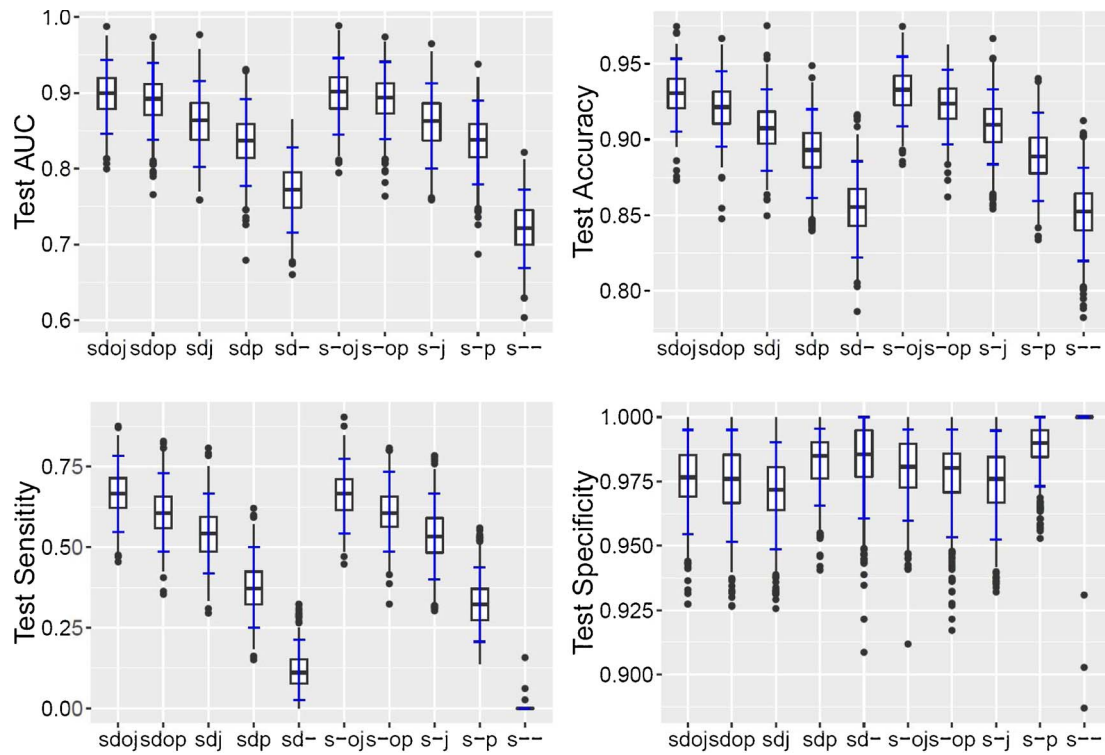 Test AUC
1.0
0.9
0.8
0.7
0.6
sdoj sdop sdj sdp sd- s-oj s-op s-j s-p s--
Test Accuracy
0.95
0.90
0.85
0.80
sdoj sdop sdj sdp sd- s-oj s-op s-j s-p s--
Test Sensitity
0.75
0.50
0.25
0.00
sdoj sdop sdj sdp sd- s-oj s-op s-j s-p s--
Test Specificity
1.000
0.975
0.950
0.925
0.900
sdoj sdop sdj sdp sd- s-oj s-op s-j s-p s--